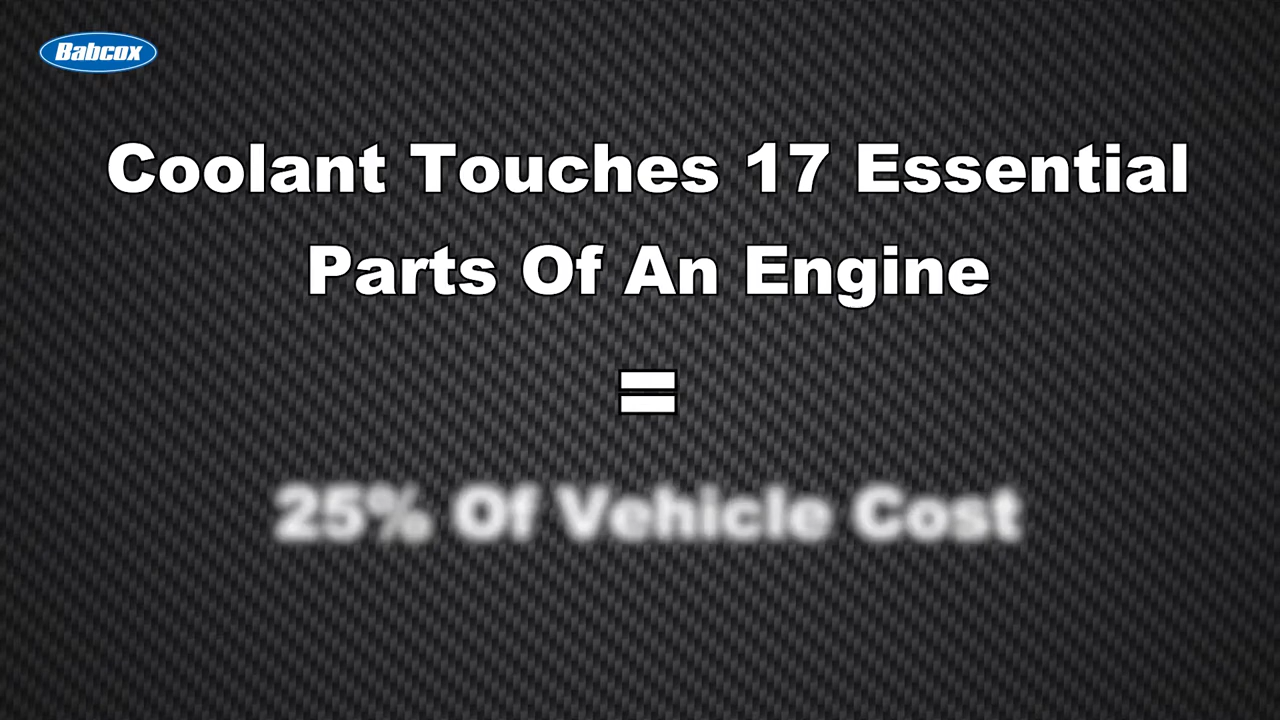 Babcox
Coolant Touches 17 Essential
Parts Of An Engine
=
25% Of Vehicle Cost